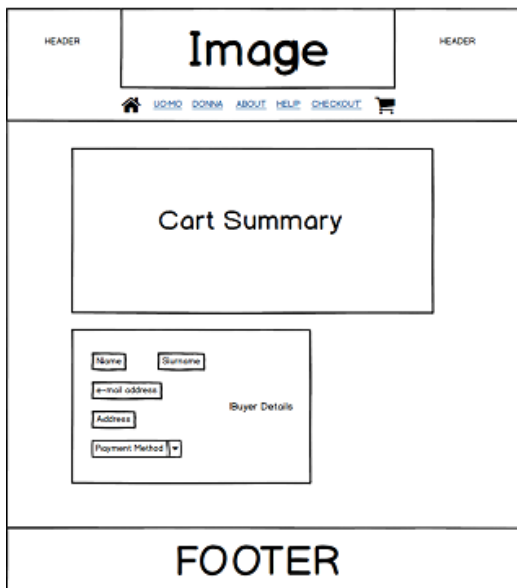 HEADER Image HEADER
UOMO DONNA ABOUT HELP CHECKOUT
Cart Summary
Name Slurname
e-mail address
Buyer Details
Address
Payment Method
FOOTER